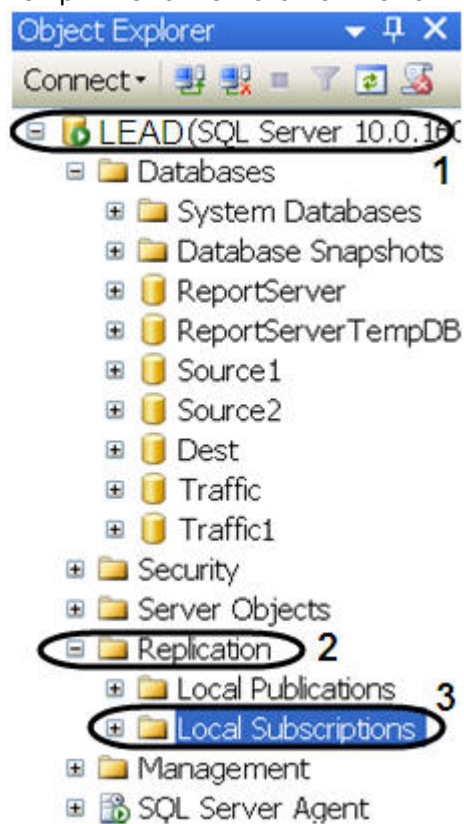 Object Explorer
Connect
LEAD (SQL Server 10.0.160
1
Databases
System Databases
Database Snapshots
ReportServer
ReportServerTempDB
Source1
Source2
Dest
Traffic
Traffic1
Security
Server Objects
Replication 2
Local Publications
3
Local Subscriptions
Management
SQL Server Agent